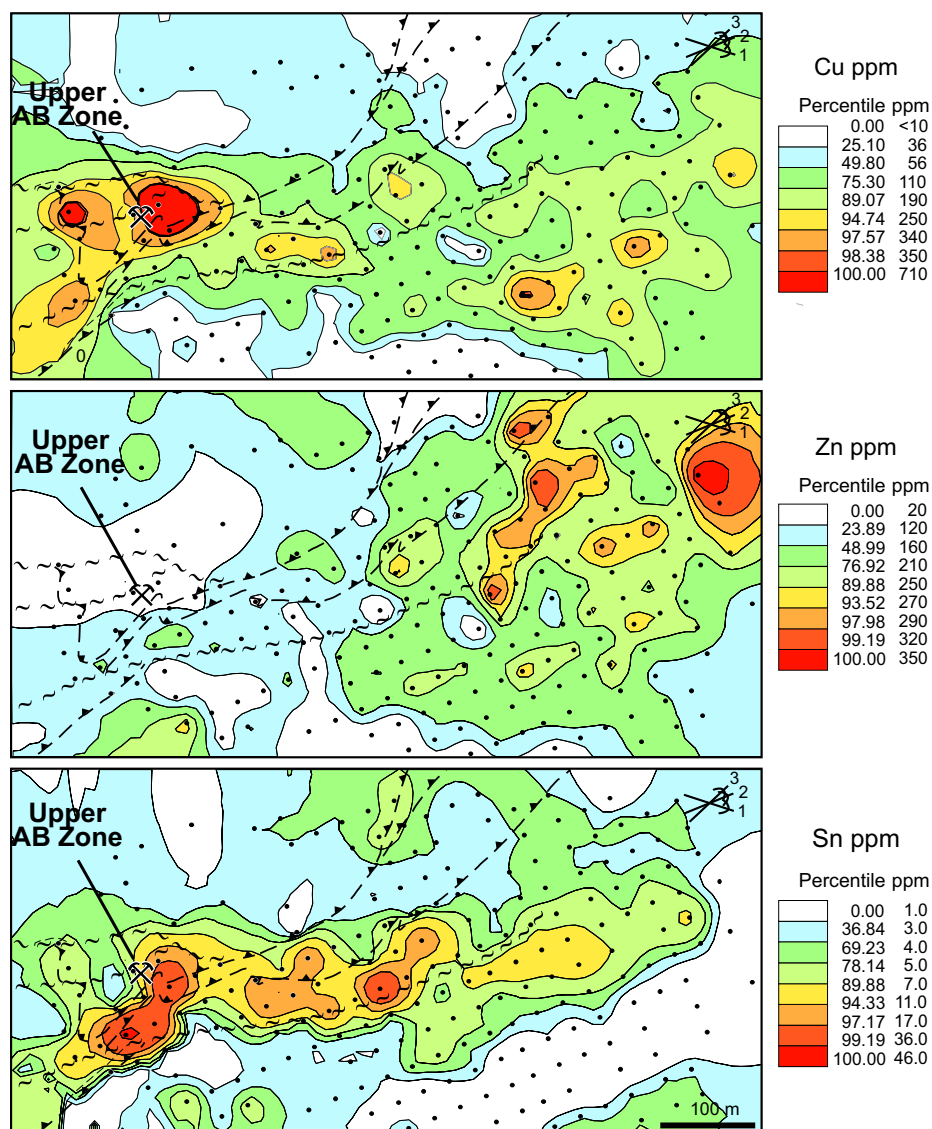 Upper
AB Zone
3
2
1
0
Cu ppm
Percentile ppm
0.00 <10
25.10 36
49.80 56
75.30 110
89.07 190
94.74 250
97.57 340
98.38 350
100.00 710
Upper
AB Zone
3
2
1
Zn ppm
Percentile ppm
0.00 20
23.89 120
48.99 160
76.92 210
89.88 250
93.52 270
97.98 290
99.19 320
100.00 350
Upper
AB Zone
3
2
1
100 m
Sn ppm
Percentile ppm
0.00 1.0
36.84 3.0
69.23 4.0
78.14 5.0
89.88 7.0
94.33 11.0
97.17 17.0
99.19 36.0
100.00 46.0